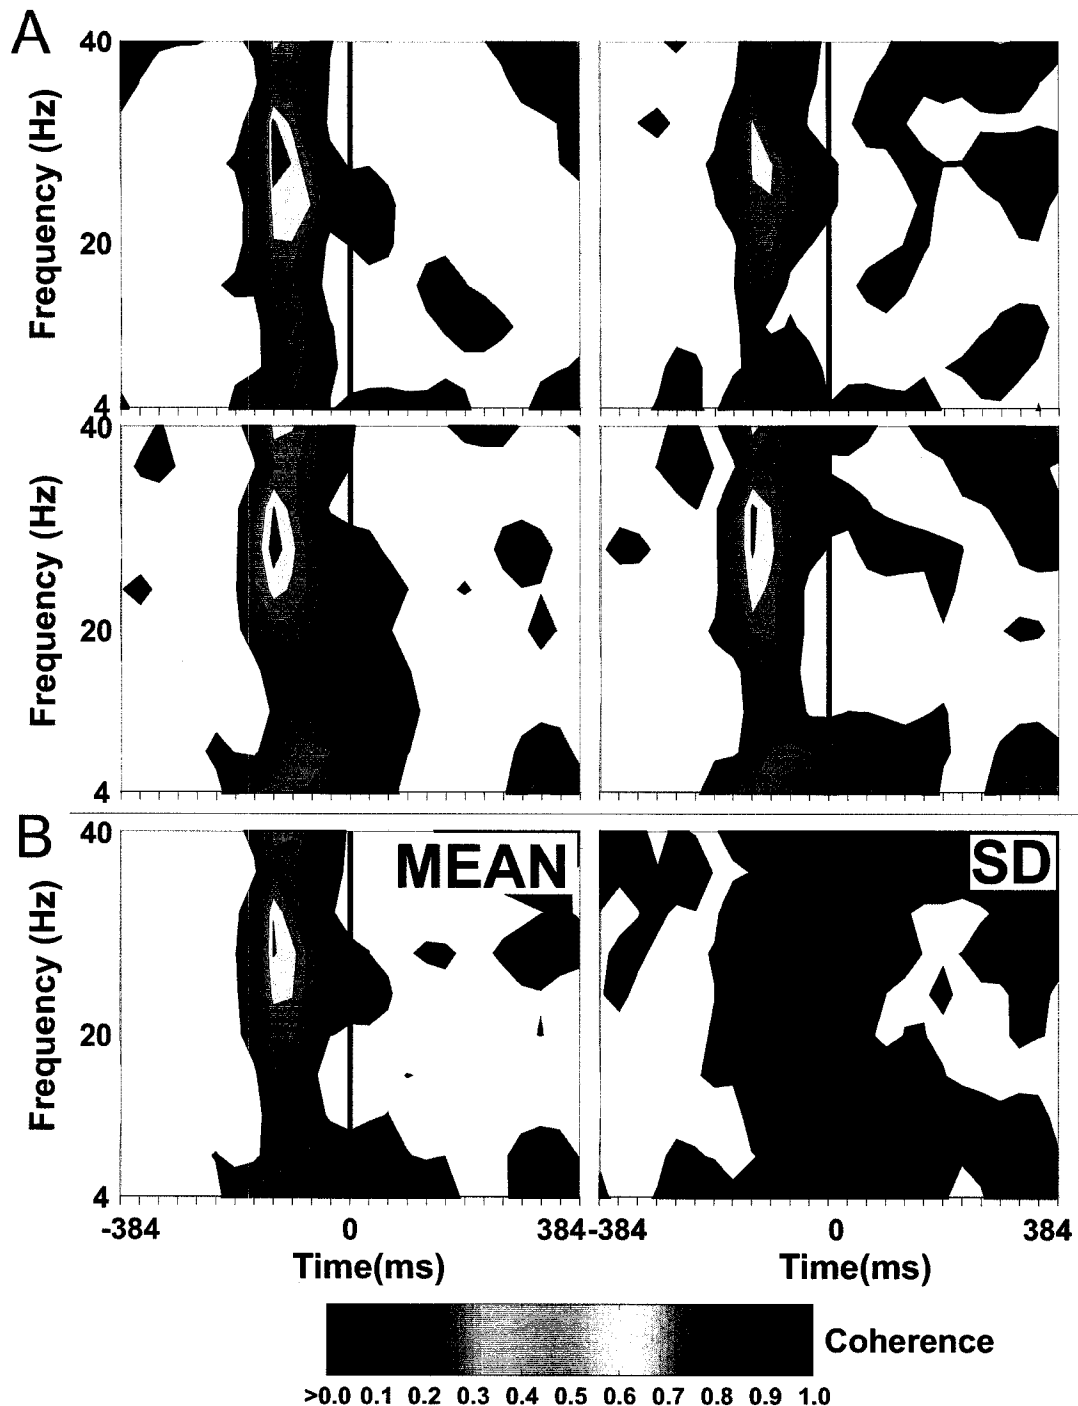 A
40
Frequency (Hz)
20
4
40
Frequency (Hz)
20
4
B
40
MEAN
SD
Frequency (Hz)
20
4
-384 0 384 -384 0 384
Time(ms) Time(ms)
Coherence
>0.0 0.1 0.2 0.3 0.4 0.5 0.6 0.7 0.8 0.9 1.0